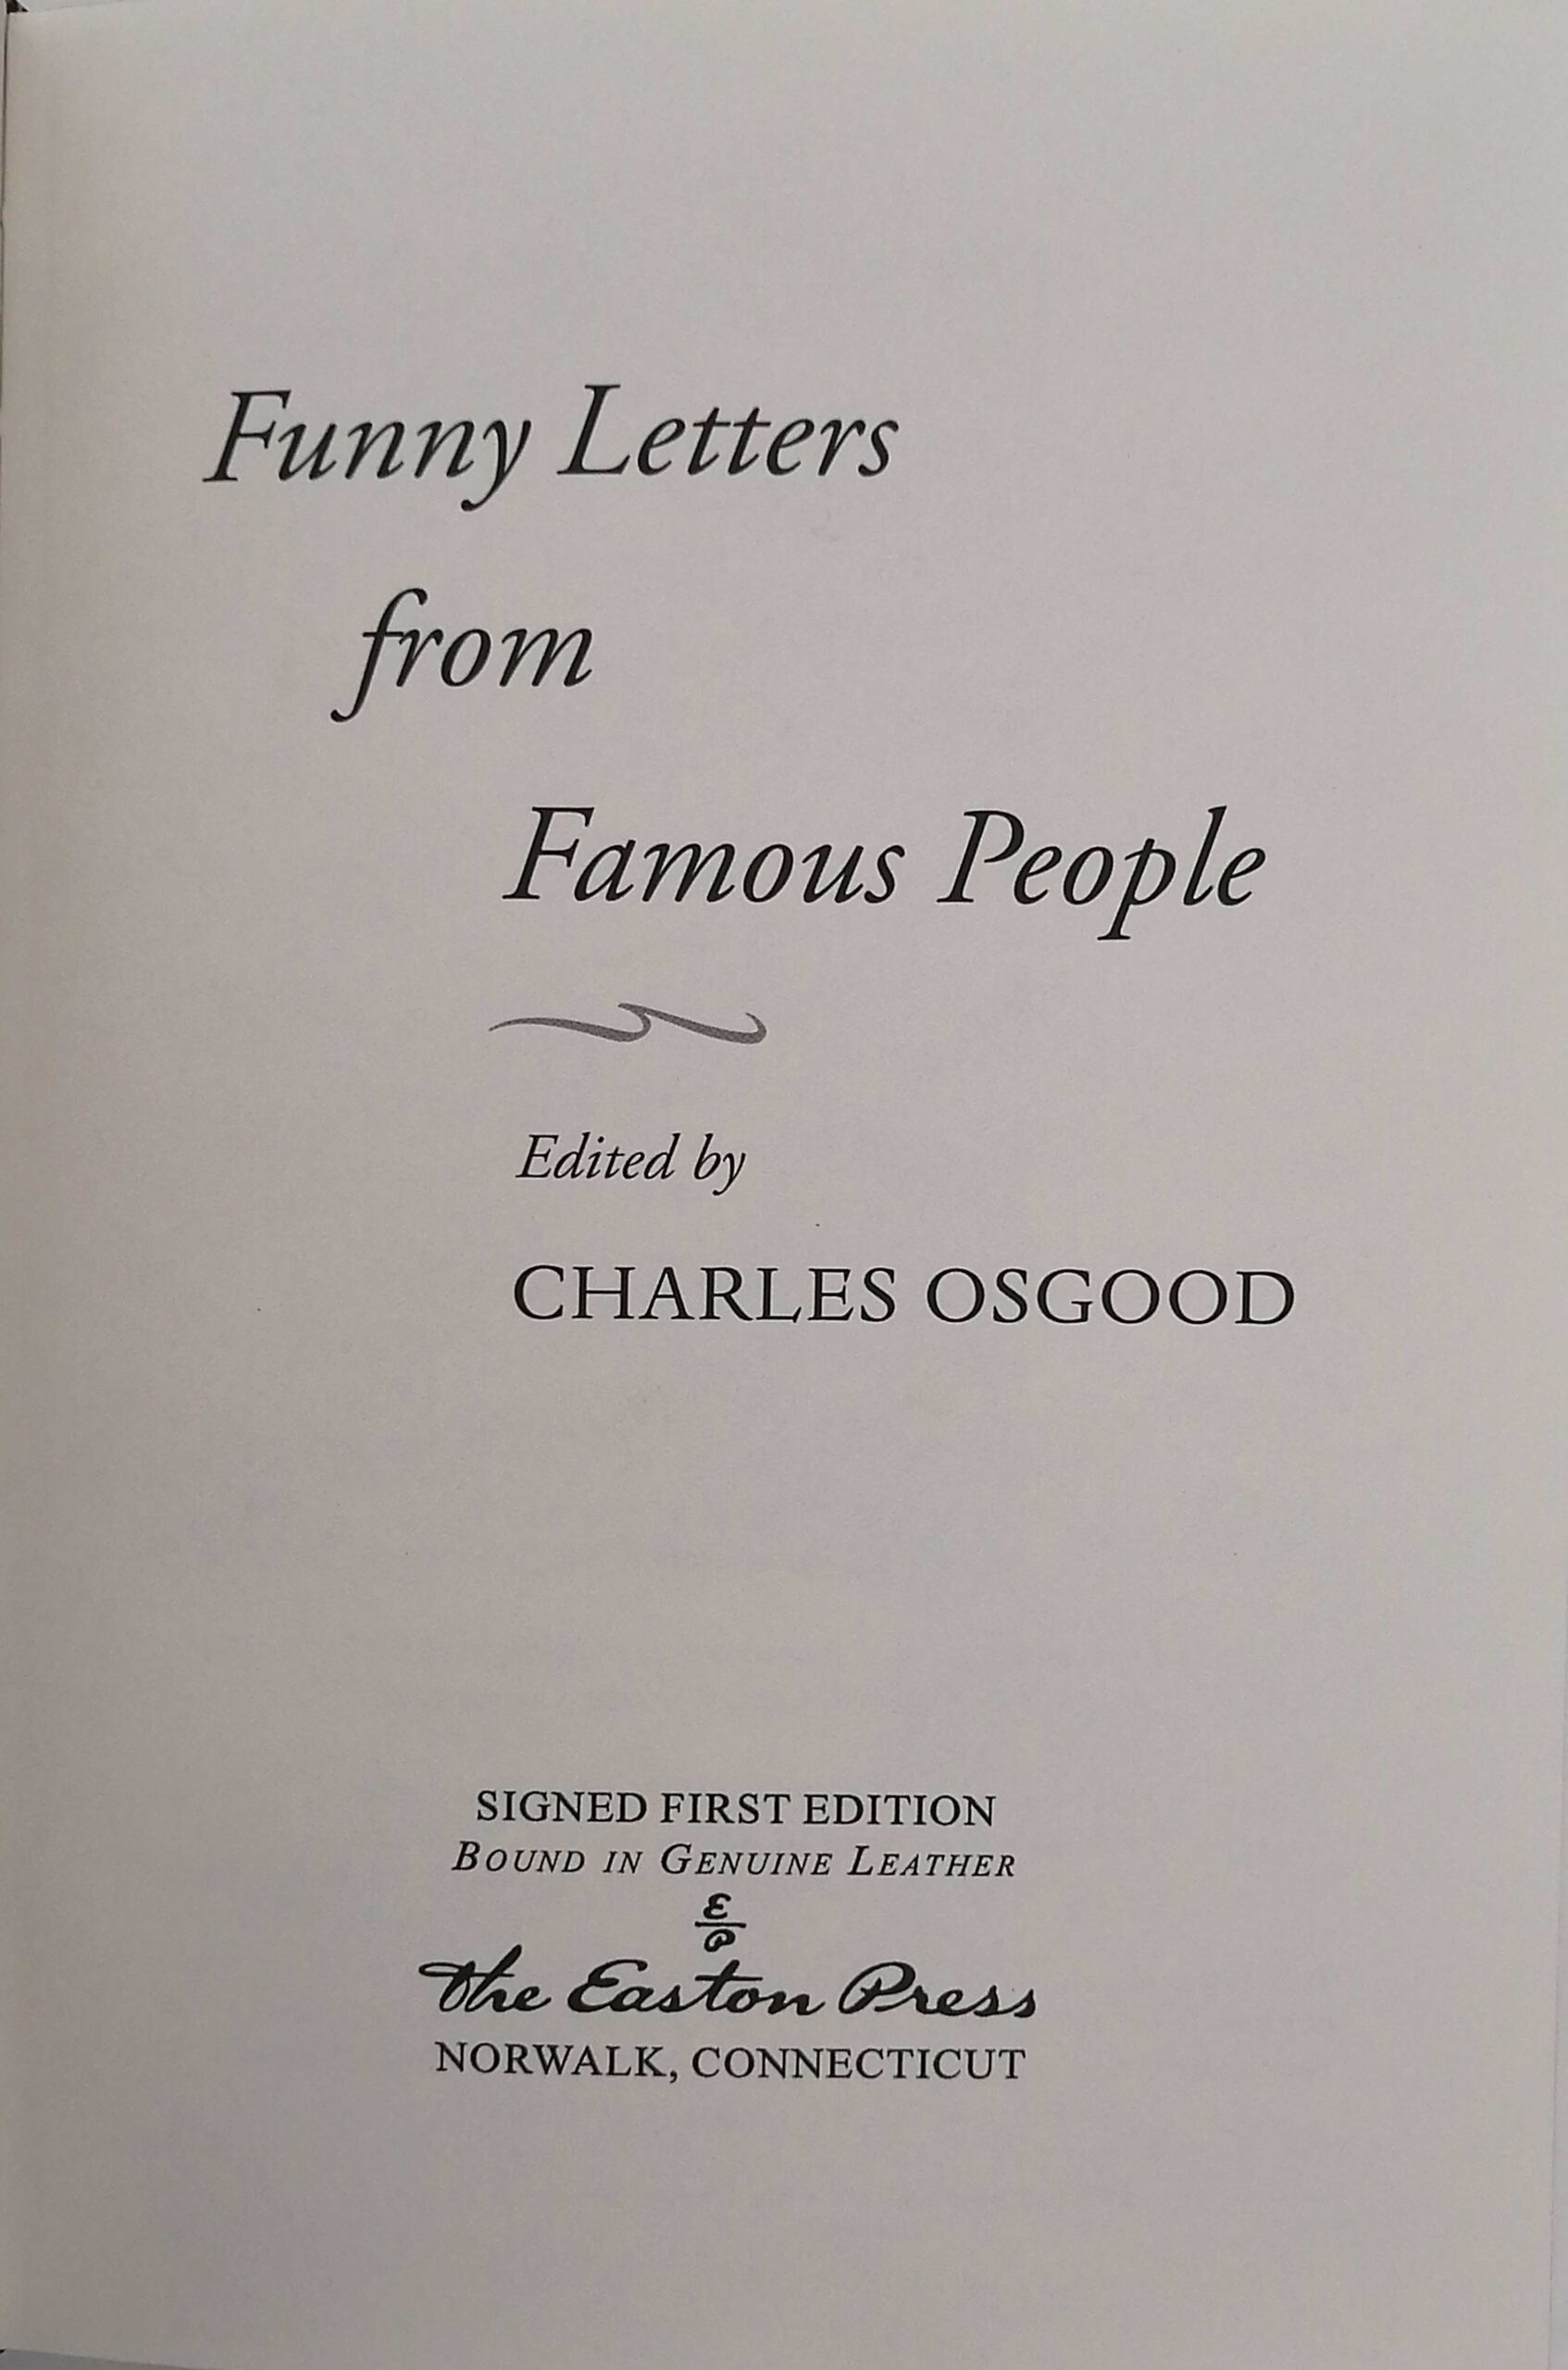 Funny Letters
from
Famous People
Edited by
CHARLES OSGOOD
SIGNED FIRST EDITION
BOUND IN GENUINE LEATHER
E
P
The Easton Press
NORWALK, CONNECTICUT